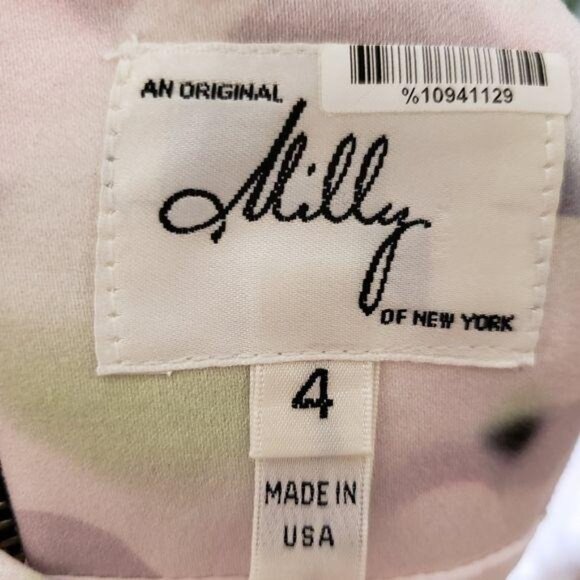 %10941129
AN ORIGINAL
Milly
OF NEW YORK
4
MADE IN
USA